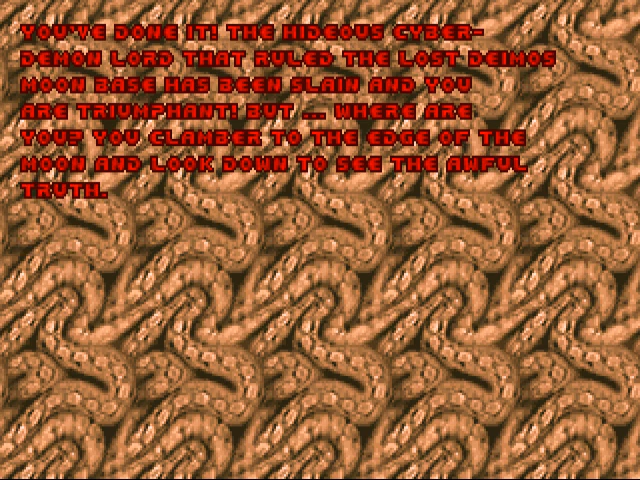 YOU'VE DONE IT! THE HIDEOUS CYBER-
DEMON LORD THAT RULED THE LOST DEIMOS
MOON BASE HAS BEEN SLAIN AND YOU
ARE TRIUMPHANT! BUT ... WHERE ARE
YOU? YOU CLAMBER TO THE EDGE OF THE
MOON AND LOOK DOWN TO SEE THE AWFUL
TRUTH.